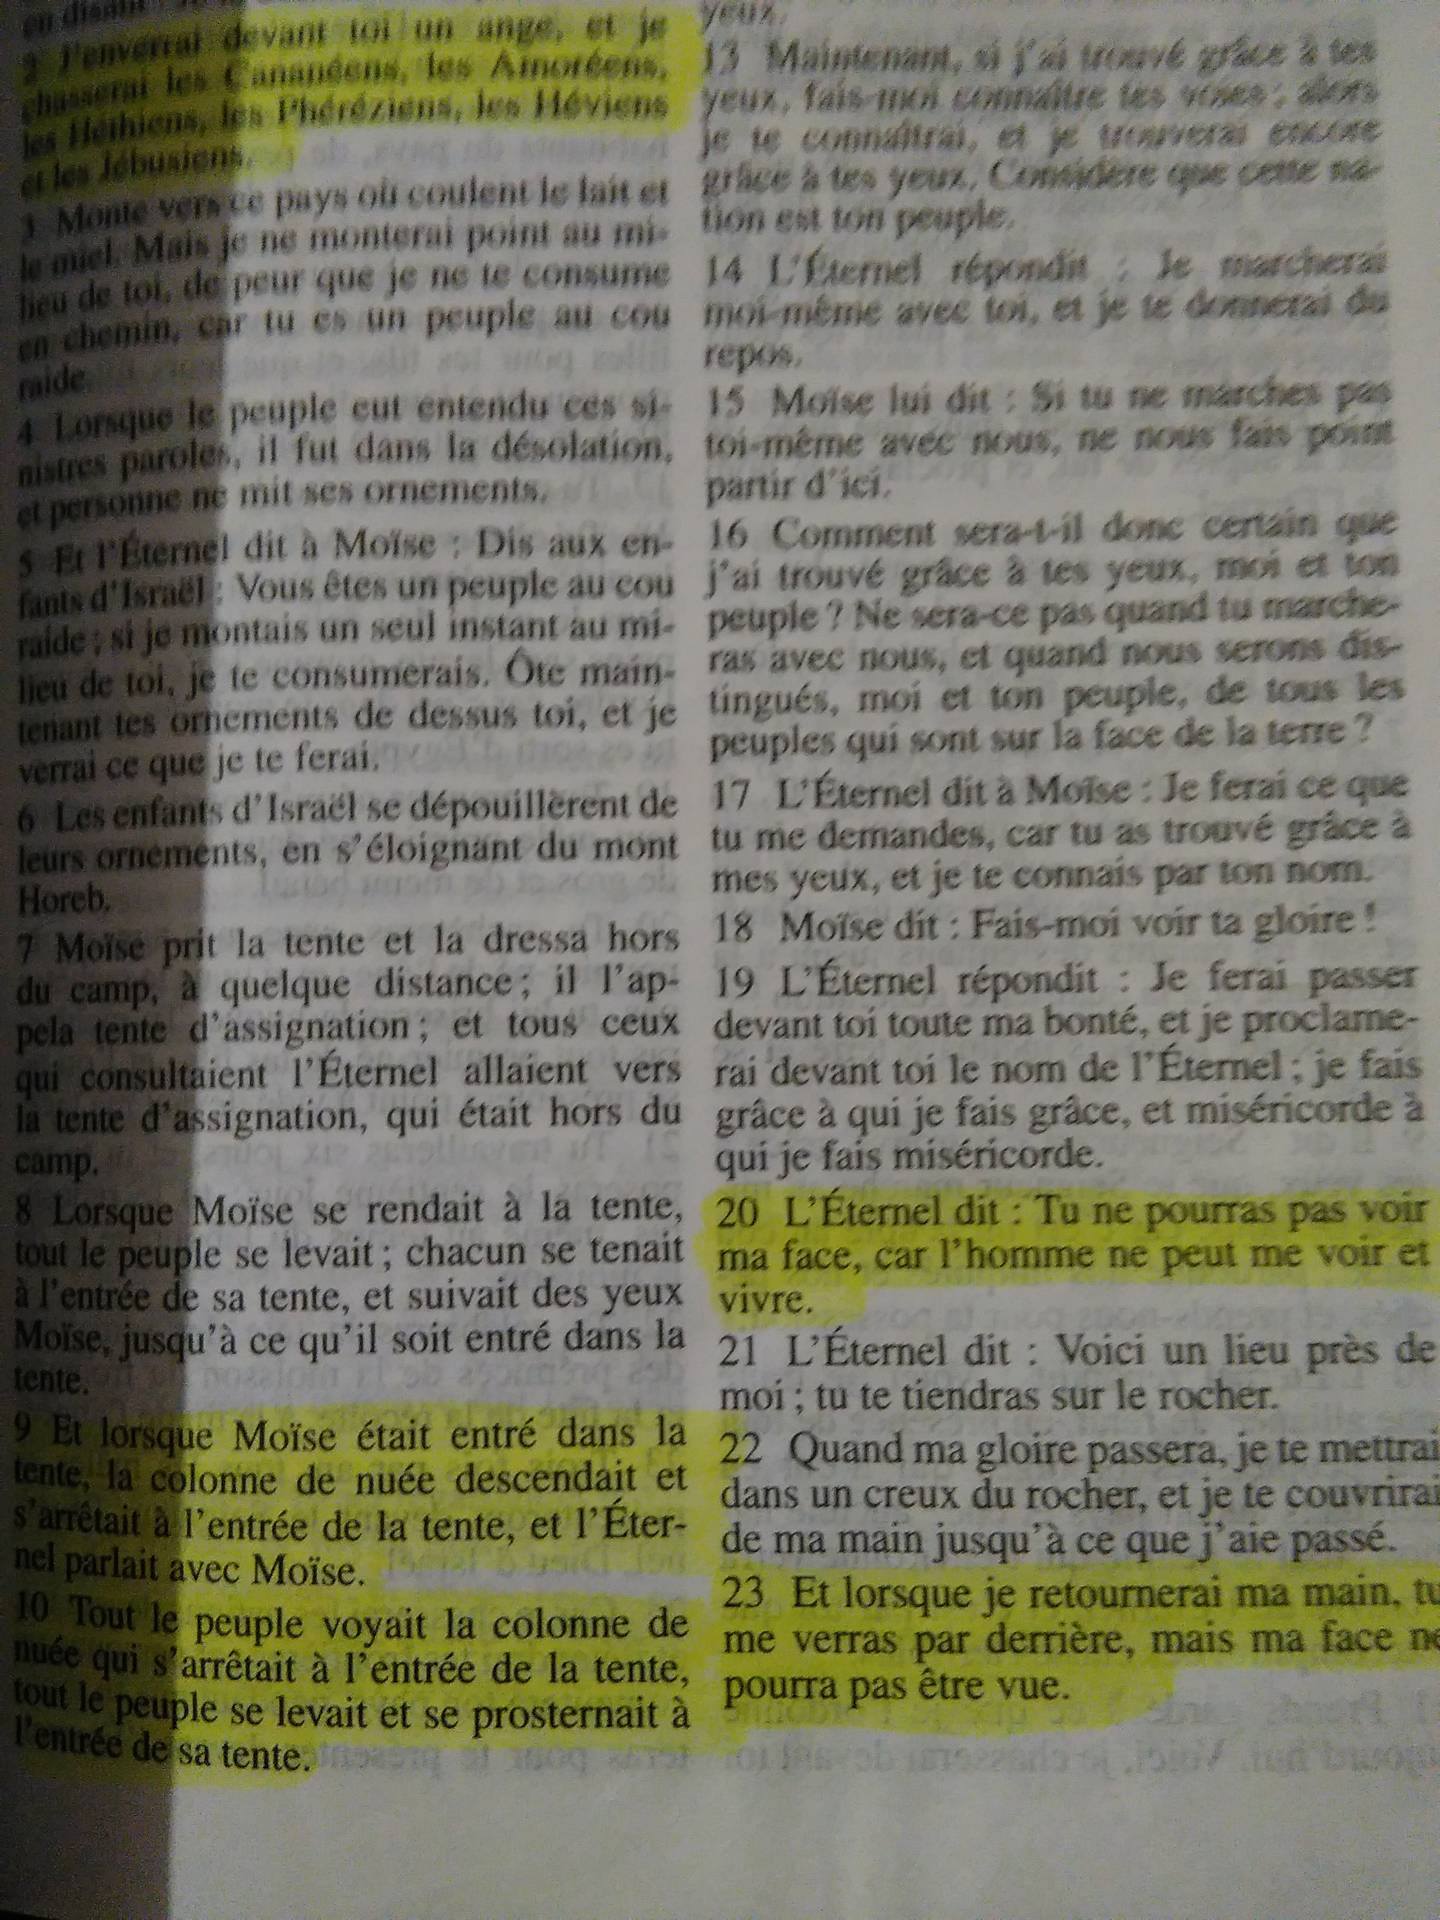 en disant
2 J'enverrai devant toi un ange, et je
chasserai les Cananéens, les Amoréens,
les Héthiens, les Phéréziens, les Héviens
et les Jébusiens.
3 Monte vers ce pays où coulent le lait et
le miel. Mais je ne monterai point au mi-
lieu de toi, de peur que je ne te consume
en chemin, car tu es un peuple au cou
raide.
4 Lorsque le peuple eut entendu ces si-
nistres paroles, il fut dans la désolation,
et personne ne mit ses ornements.
5 Et l'Éternel dit à Moïse : Dis aux en-
fants d'Israël : Vous êtes un peuple au cou
raide ; si je montais un seul instant au mi-
lieu de toi, je te consumerais. Ôte main-
tenant tes ornements de dessus toi, et je
verrai ce que je te ferai.
6 Les enfants d'Israël se dépouillèrent de
leurs ornements, en s'éloignant du mont
Horeb.
7 Moïse prit la tente et la dressa hors
du camp, à quelque distance ; il l'ap-
pela tente d'assignation ; et tous ceux
qui consultaient l'Éternel allaient vers
la tente d'assignation, qui était hors du
camp.
8 Lorsque Moïse se rendait à la tente,
tout le peuple se levait ; chacun se tenait
à l'entrée de sa tente, et suivait des yeux
Moïse, jusqu'à ce qu'il soit entré dans la
tente.
9 Et lorsque Moïse était entré dans la
tente, la colonne de nuée descendait et
s'arrêtait à l'entrée de la tente, et l'Éter-
nel parlait avec Moïse.
10 Tout le peuple voyait la colonne de
nuée qui s'arrêtait à l'entrée de la tente,
tout le peuple se levait et se prosternait à
l'entrée de sa tente.
yeux.
13 Maintenant, si j'ai trouvé grâce à tes
yeux, fais-moi connaître tes voies ; alors
je te connaîtrai, et je trouverai encore
grâce à tes yeux. Considère que cette na-
tion est ton peuple.
14 L'Éternel répondit : Je marcherai
moi-même avec toi, et je te donnerai du
repos.
15 Moïse lui dit : Si tu ne marches pas
toi-même avec nous, ne nous fais point
partir d'ici.
16 Comment sera-t-il donc certain que
j'ai trouvé grâce à tes yeux, moi et ton
peuple ? Ne sera-ce pas quand tu marche-
ras avec nous, et quand nous serons dis-
tingués, moi et ton peuple, de tous les
peuples qui sont sur la face de la terre ?
17 L'Éternel dit à Moïse : Je ferai ce que
tu me demandes, car tu as trouvé grâce à
mes yeux, et je te connais par ton nom.
18 Moïse dit : Fais-moi voir ta gloire !
19 L'Éternel répondit : Je ferai passer
devant toi toute ma bonté, et je proclame-
rai devant toi le nom de l'Éternel ; je fais
grâce à qui je fais grâce, et miséricorde à
qui je fais miséricorde.
20 L'Éternel dit : Tu ne pourras pas voir
ma face, car l'homme ne peut me voir et
vivre.
21 L'Éternel dit : Voici un lieu près de
moi ; tu te tiendras sur le rocher.
22 Quand ma gloire passera, je te mettrai
dans un creux du rocher, et je te couvrirai
de ma main jusqu'à ce que j'aie passé.
23 Et lorsque je retournerai ma main, tu
me verras par derrière, mais ma face ne
pourra pas être vue.